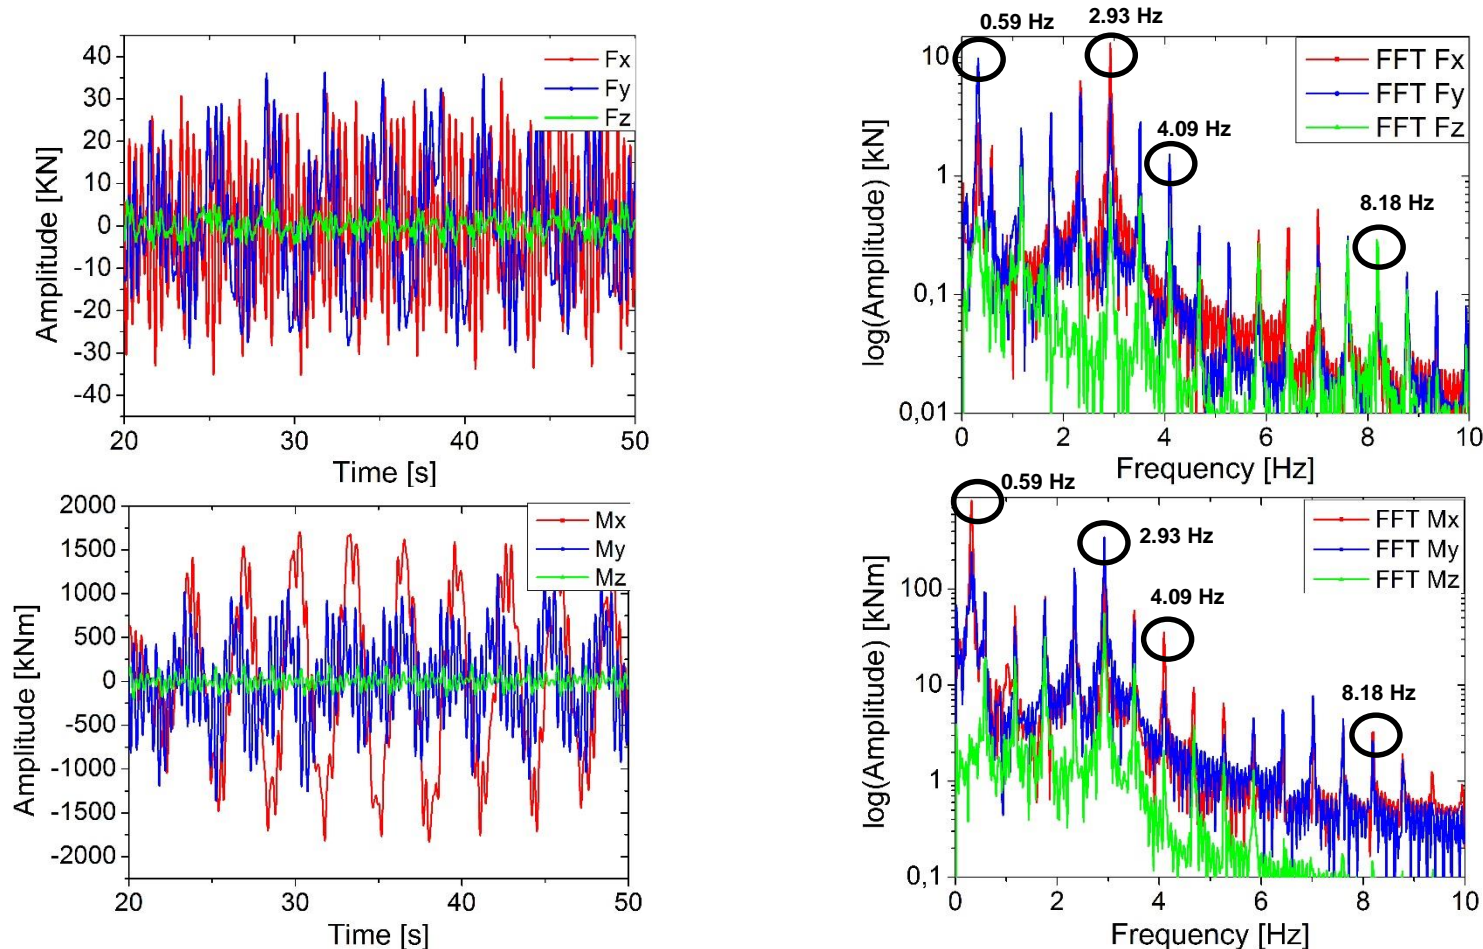 45
30
20
10
0
-10
-20
-30
-40
Amplitude [KN]
20
30
40
50
Time [s]
Fx
Fy
Fz
0.59 Hz
2.93 Hz
4.09 Hz
8.18 Hz
10
1
0.1
0,01
log(Amplitude) [kN]
0
2
4
6
8
10
Frequency [Hz]
FFT Fx
FFT Fy
FFT Fz
2000
1500
1000
500
0
-500
-1000
-1500
-2000
Amplitude [kNm]
20
30
40
50
Time [s]
Mx
My
Mz
0.59 Hz
2.93 Hz
4.09 Hz
8.18 Hz
100
10
1
0,1
log(Amplitude) [kNm]
0
2
4
6
8
10
Frequency [Hz]
FFT Mx
FFT My
FFT Mz